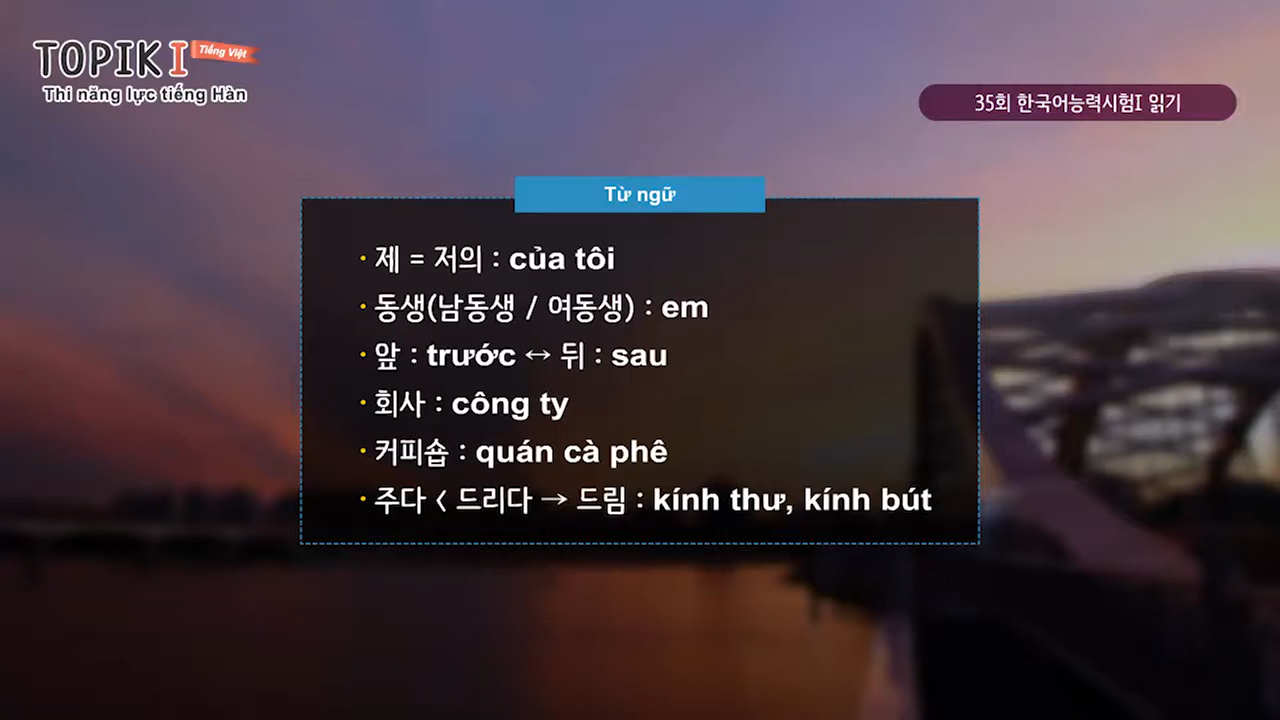 TOPIK I Tiếng Việt
Thi năng lực tiếng Hàn
35회 한국어능력시험I 읽기
Từ ngữ
· 제 = 저의 : của tôi
· 동생(남동생 / 여동생) : em
· 앞 : trước ↔ 뒤 : sau
· 회사 : công ty
· 커피숍 : quán cà phê
· 주다 < 드리다 → 드림 : kính thư, kính bút